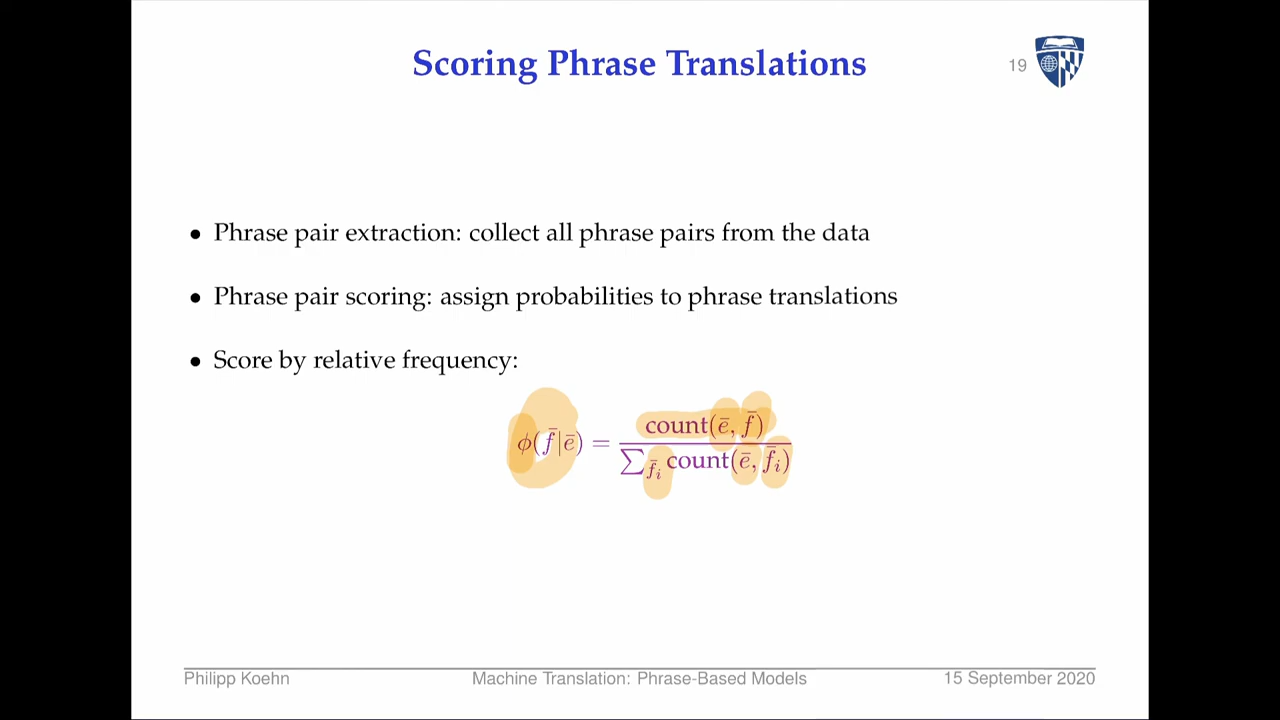 Scoring Phrase Translations
19
• Phrase pair extraction: collect all phrase pairs from the data
• Phrase pair scoring: assign probabilities to phrase translations
• Score by relative frequency:
ϕ(f̄|ē) = count(ē, f̄) / ∑f̄ᵢ count(ē, f̄ᵢ)
Philipp Koehn Machine Translation: Phrase-Based Models 15 September 2020